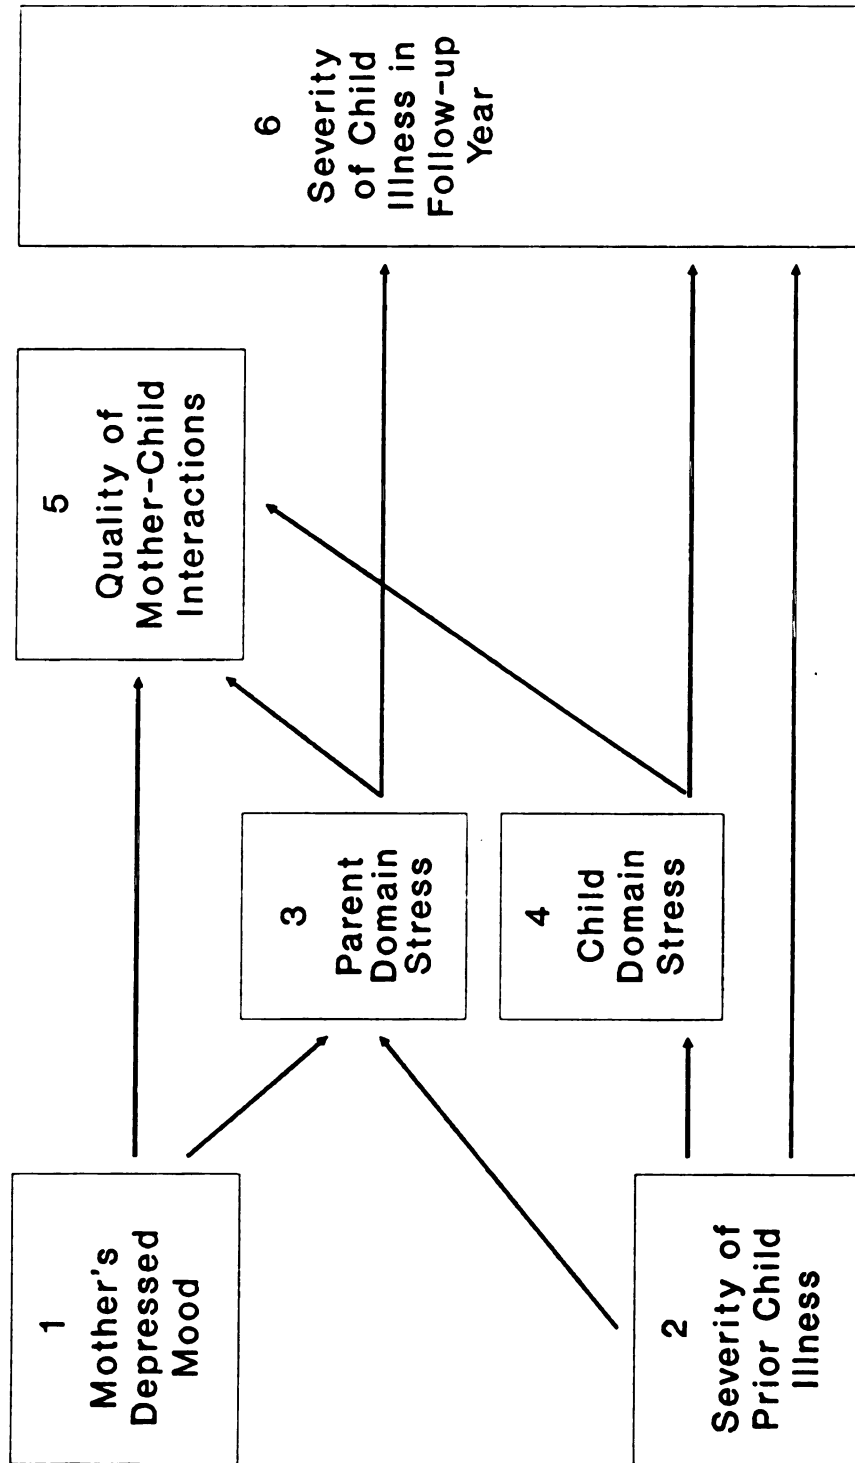 1
Mother's
Depressed
Mood
2
Severity of
Prior Child
Illness
3
Parent
Domain
Stress
4
Child
Domain
Stress
5
Quality of
Mother-Child
Interactions
6
Severity
of Child
Illness in
Follow-up
Year